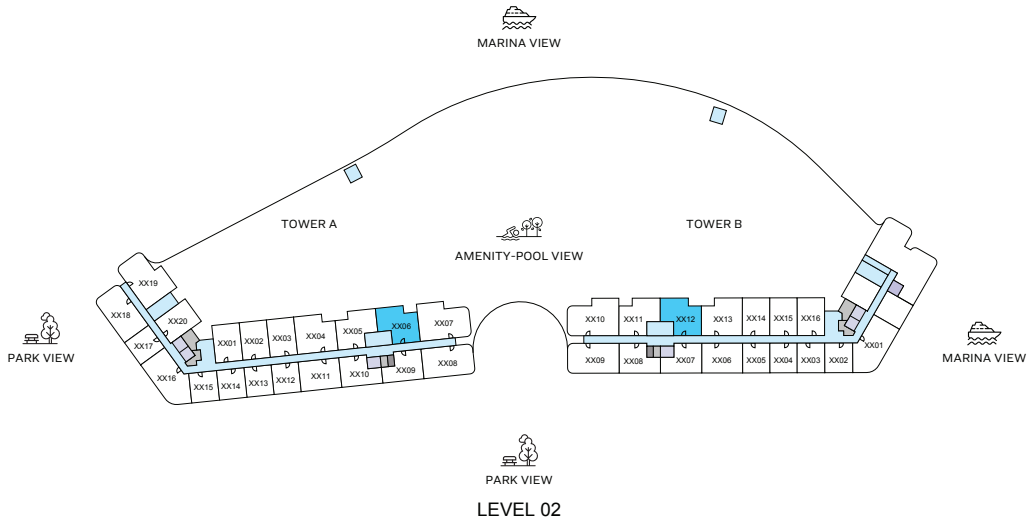 MARINA VIEW
TOWER A
TOWER B
AMENITY-POOL VIEW
XX19
XX18
XX20
XX17
XX16
XX15
XX14
XX13
XX12
XX11
XX10
XX09
XX08
XX01
XX02
XX03
XX04
XX05
XX06
XX07
XX10
XX11
XX12
XX13
XX14
XX15
XX16
XX09
XX08
XX07
XX06
XX05
XX04
XX03
XX02
XX01
PARK VIEW
MARINA VIEW
PARK VIEW
LEVEL 02